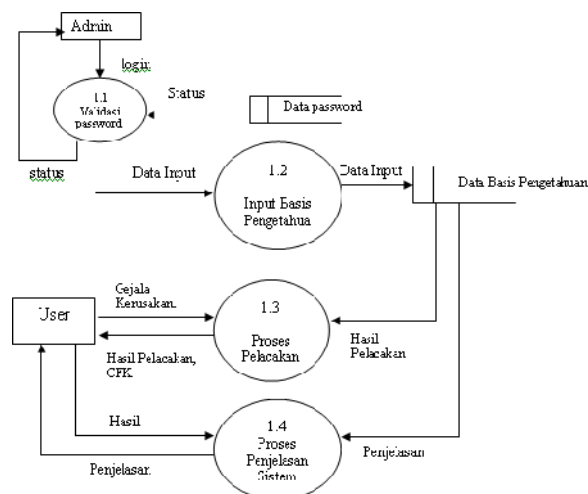 Admin
login
Status
1.1
Validasi
password
Data password
status
Data Input
1.2
Input Basis
Pengetahua
Data Input
Data Basis Pengetahuan
Gejala
Kerusakan.
User
1.3
Proses
Pelacakan
Hasil
Pelacakan
Hasil Pelacakan,
CFK
Hasil
1.4
Proses
Penjelasan
Sistem
Penjelasan
Penjelasan